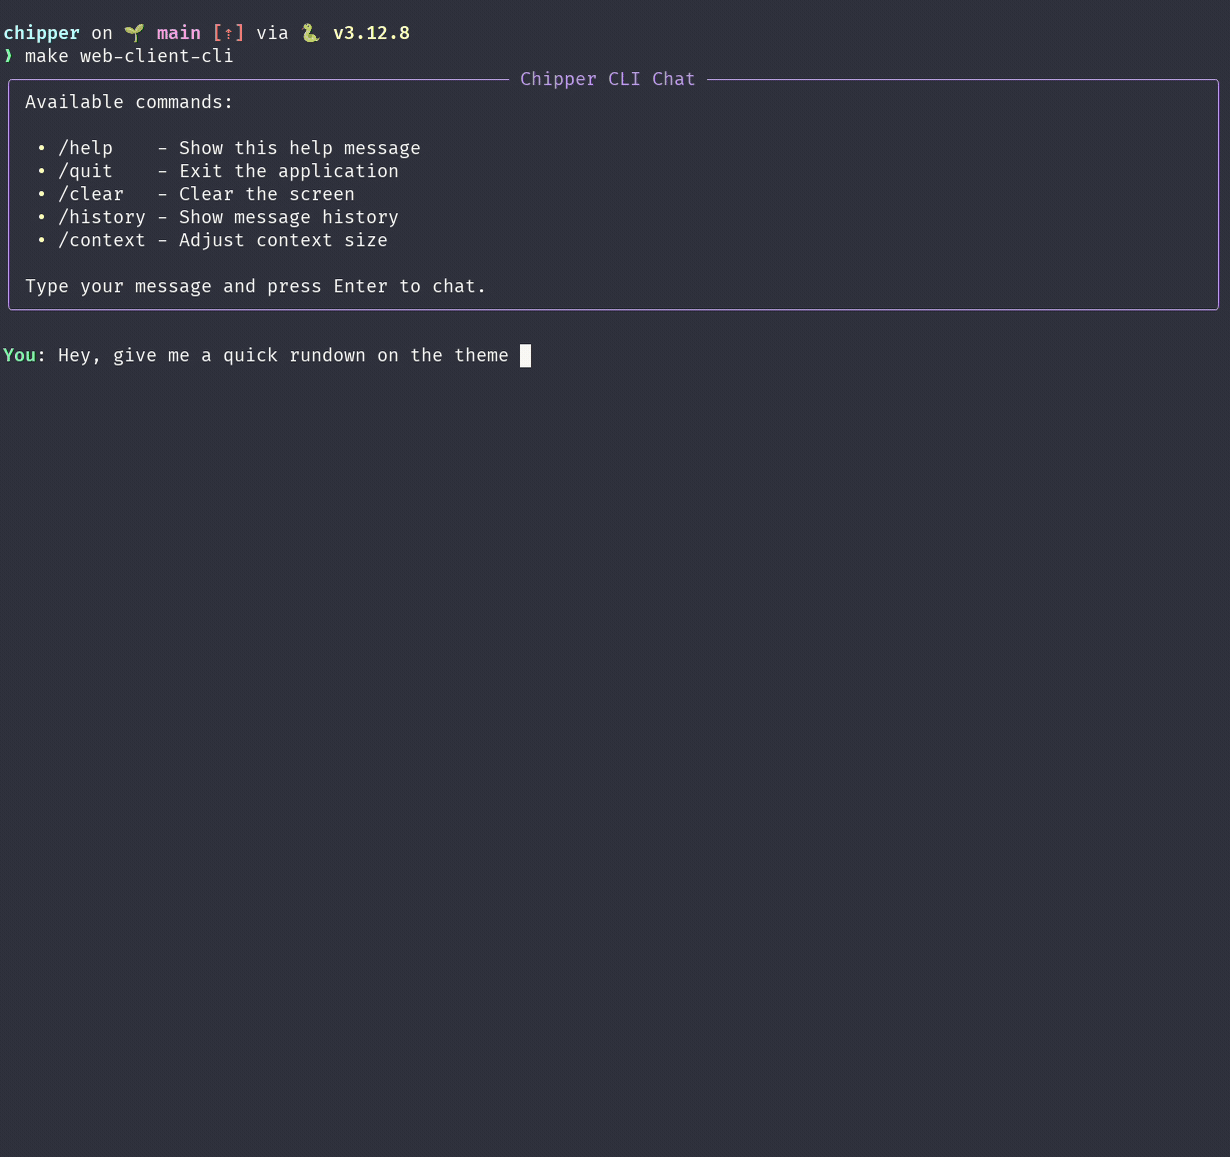 chipper on 🌱 main [⇡] via 🐍 v3.12.8
❯ make web-client-cli
Chipper CLI Chat
Available commands:
• /help    - Show this help message
• /quit    - Exit the application
• /clear   - Clear the screen
• /history - Show message history
• /context - Adjust context size
Type your message and press Enter to chat.
You: Hey, give me a quick rundown on the theme